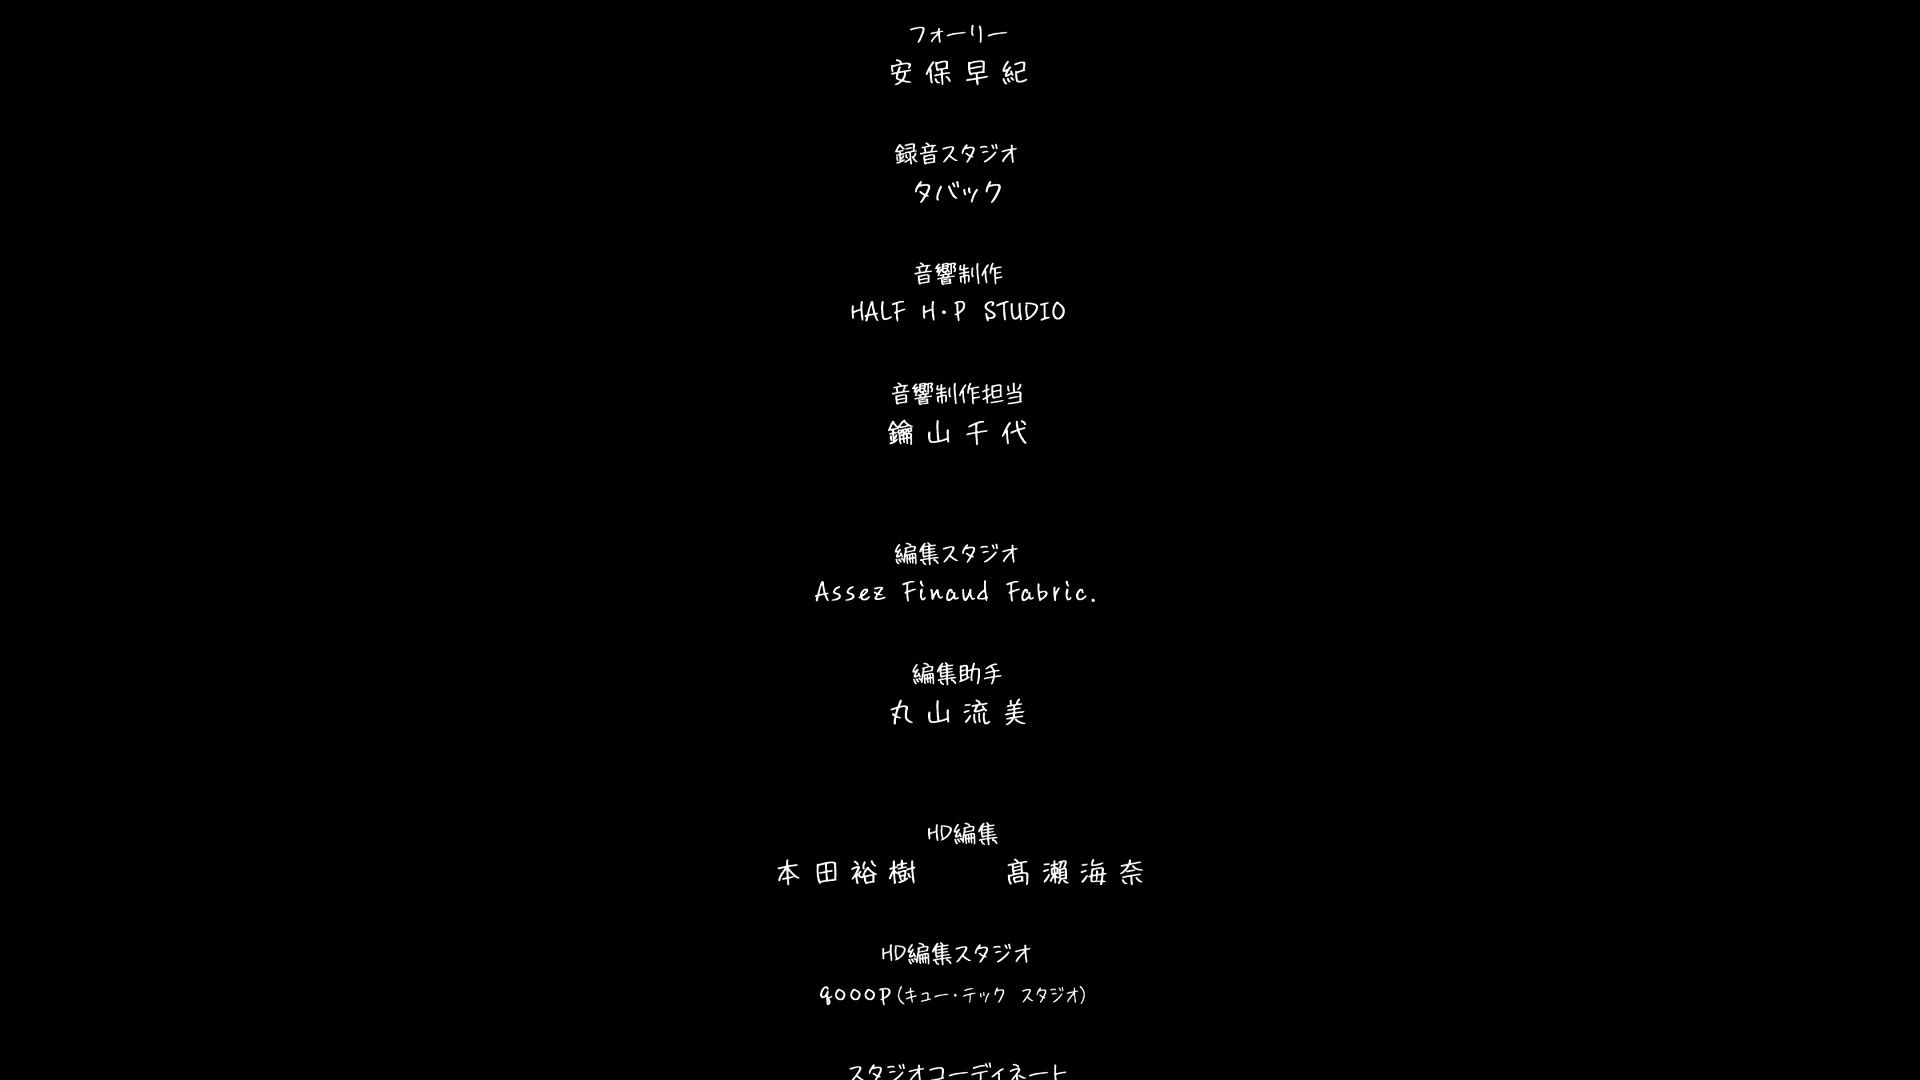 フォーリー
安保早紀
録音スタジオ
タバック
音響制作
HALF H・P STUDIO
音響制作担当
鑰山千代
編集スタジオ
Assez Finaud Fabric.
編集助手
丸山流美
HD編集
本田裕樹　髙瀨海奈
HD編集スタジオ
qooop(キュー・テック スタジオ)
スタジオコーディネート